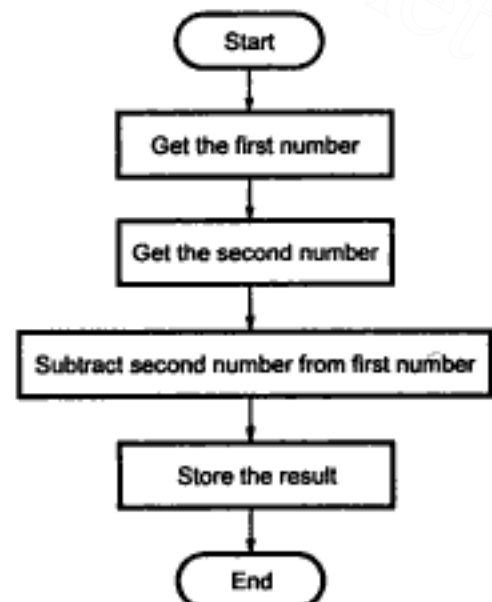 Start
Get the first number
Get the second number
Subtract second number from first number
Store the result
End